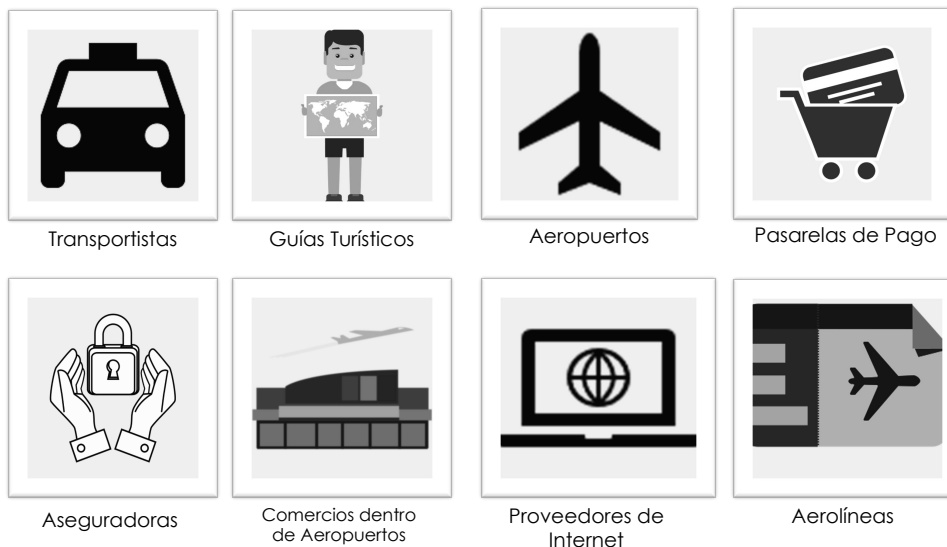 Transportistas
Guías Turísticos
Aeropuertos
Pasarelas de Pago
Aseguradoras
Comercios dentro
de Aeropuertos
Proveedores de
Internet
Aerolíneas